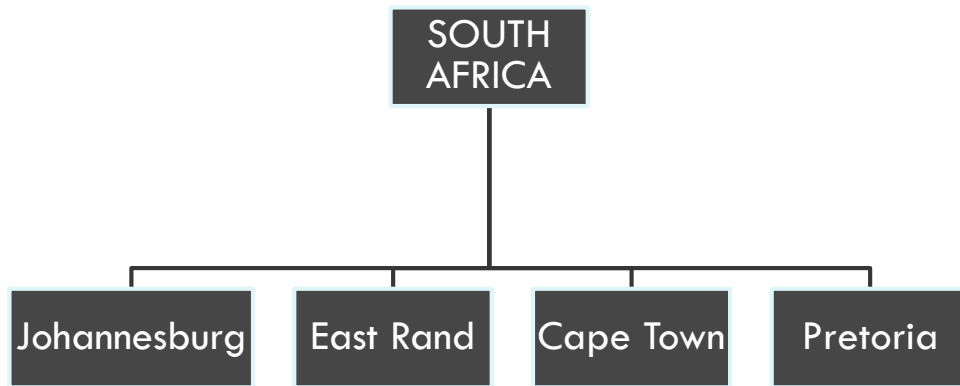 SOUTH
AFRICA
Johannesburg
East Rand
Cape Town
Pretoria